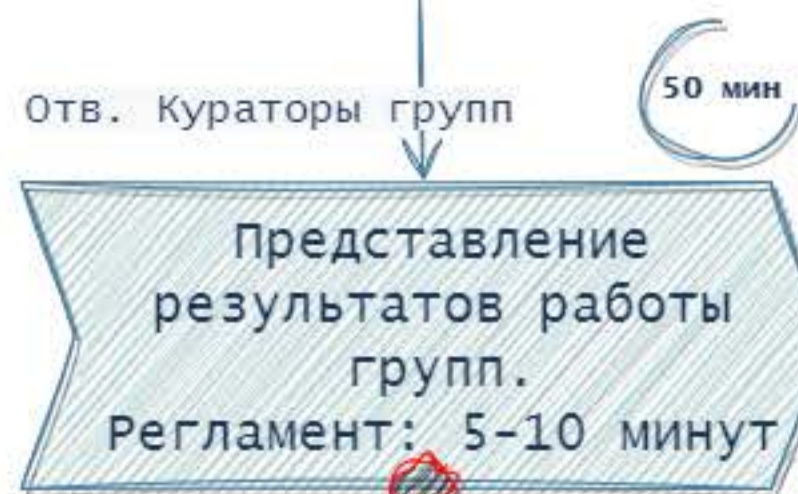 50 мин
Отв. Кураторы групп
Представление
результатов работы
групп.
Регламент: 5-10 минут